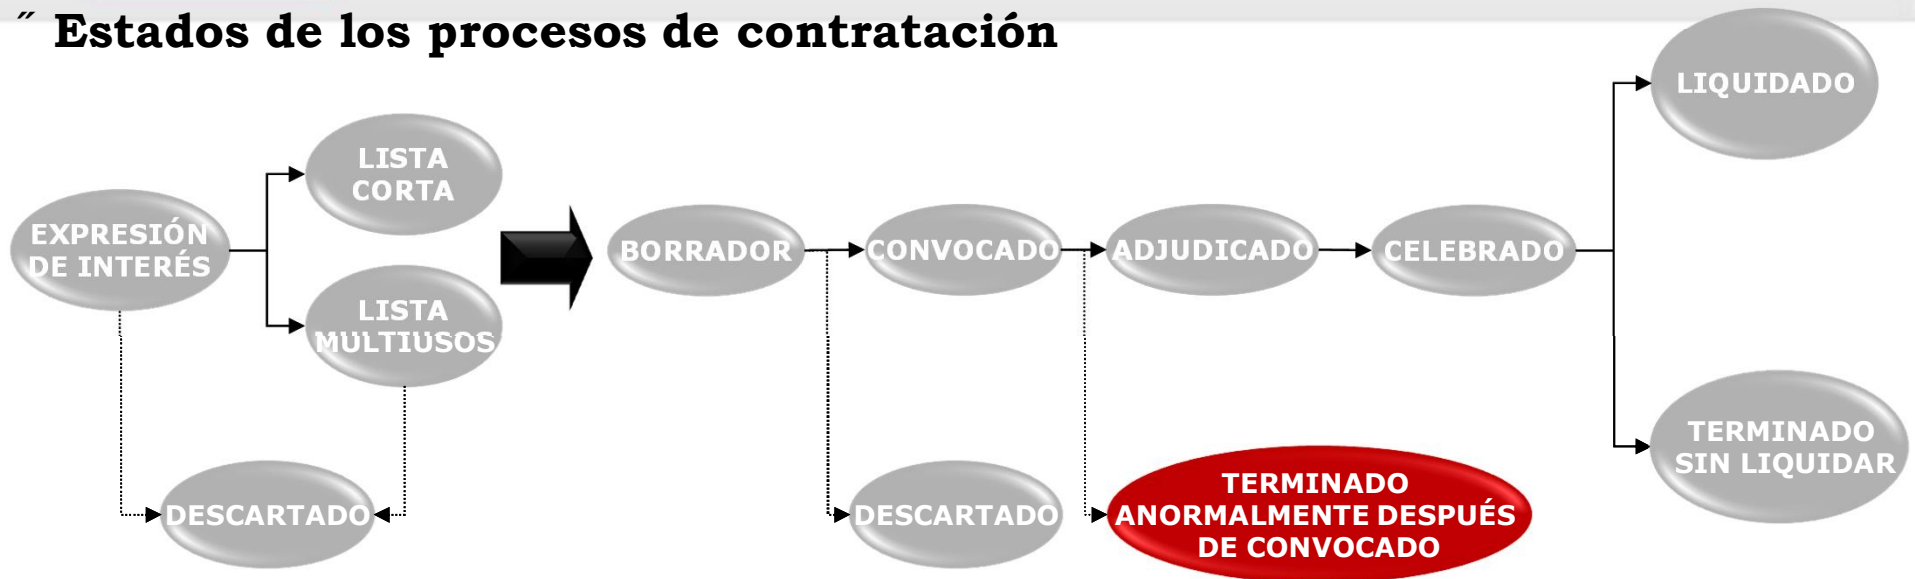 ˝ Estados de los procesos de contratación
LIQUIDADO
LISTA
CORTA
EXPRESIÓN
DE INTERÉS
BORRADOR
CONVOCADO
ADJUDICADO
CELEBRADO
LISTA
MULTIUSOS
TERMINADO
SIN LIQUIDAR
DESCARTADO
DESCARTADO
TERMINADO
ANORMALMENTE DESPUÉS
DE CONVOCADO